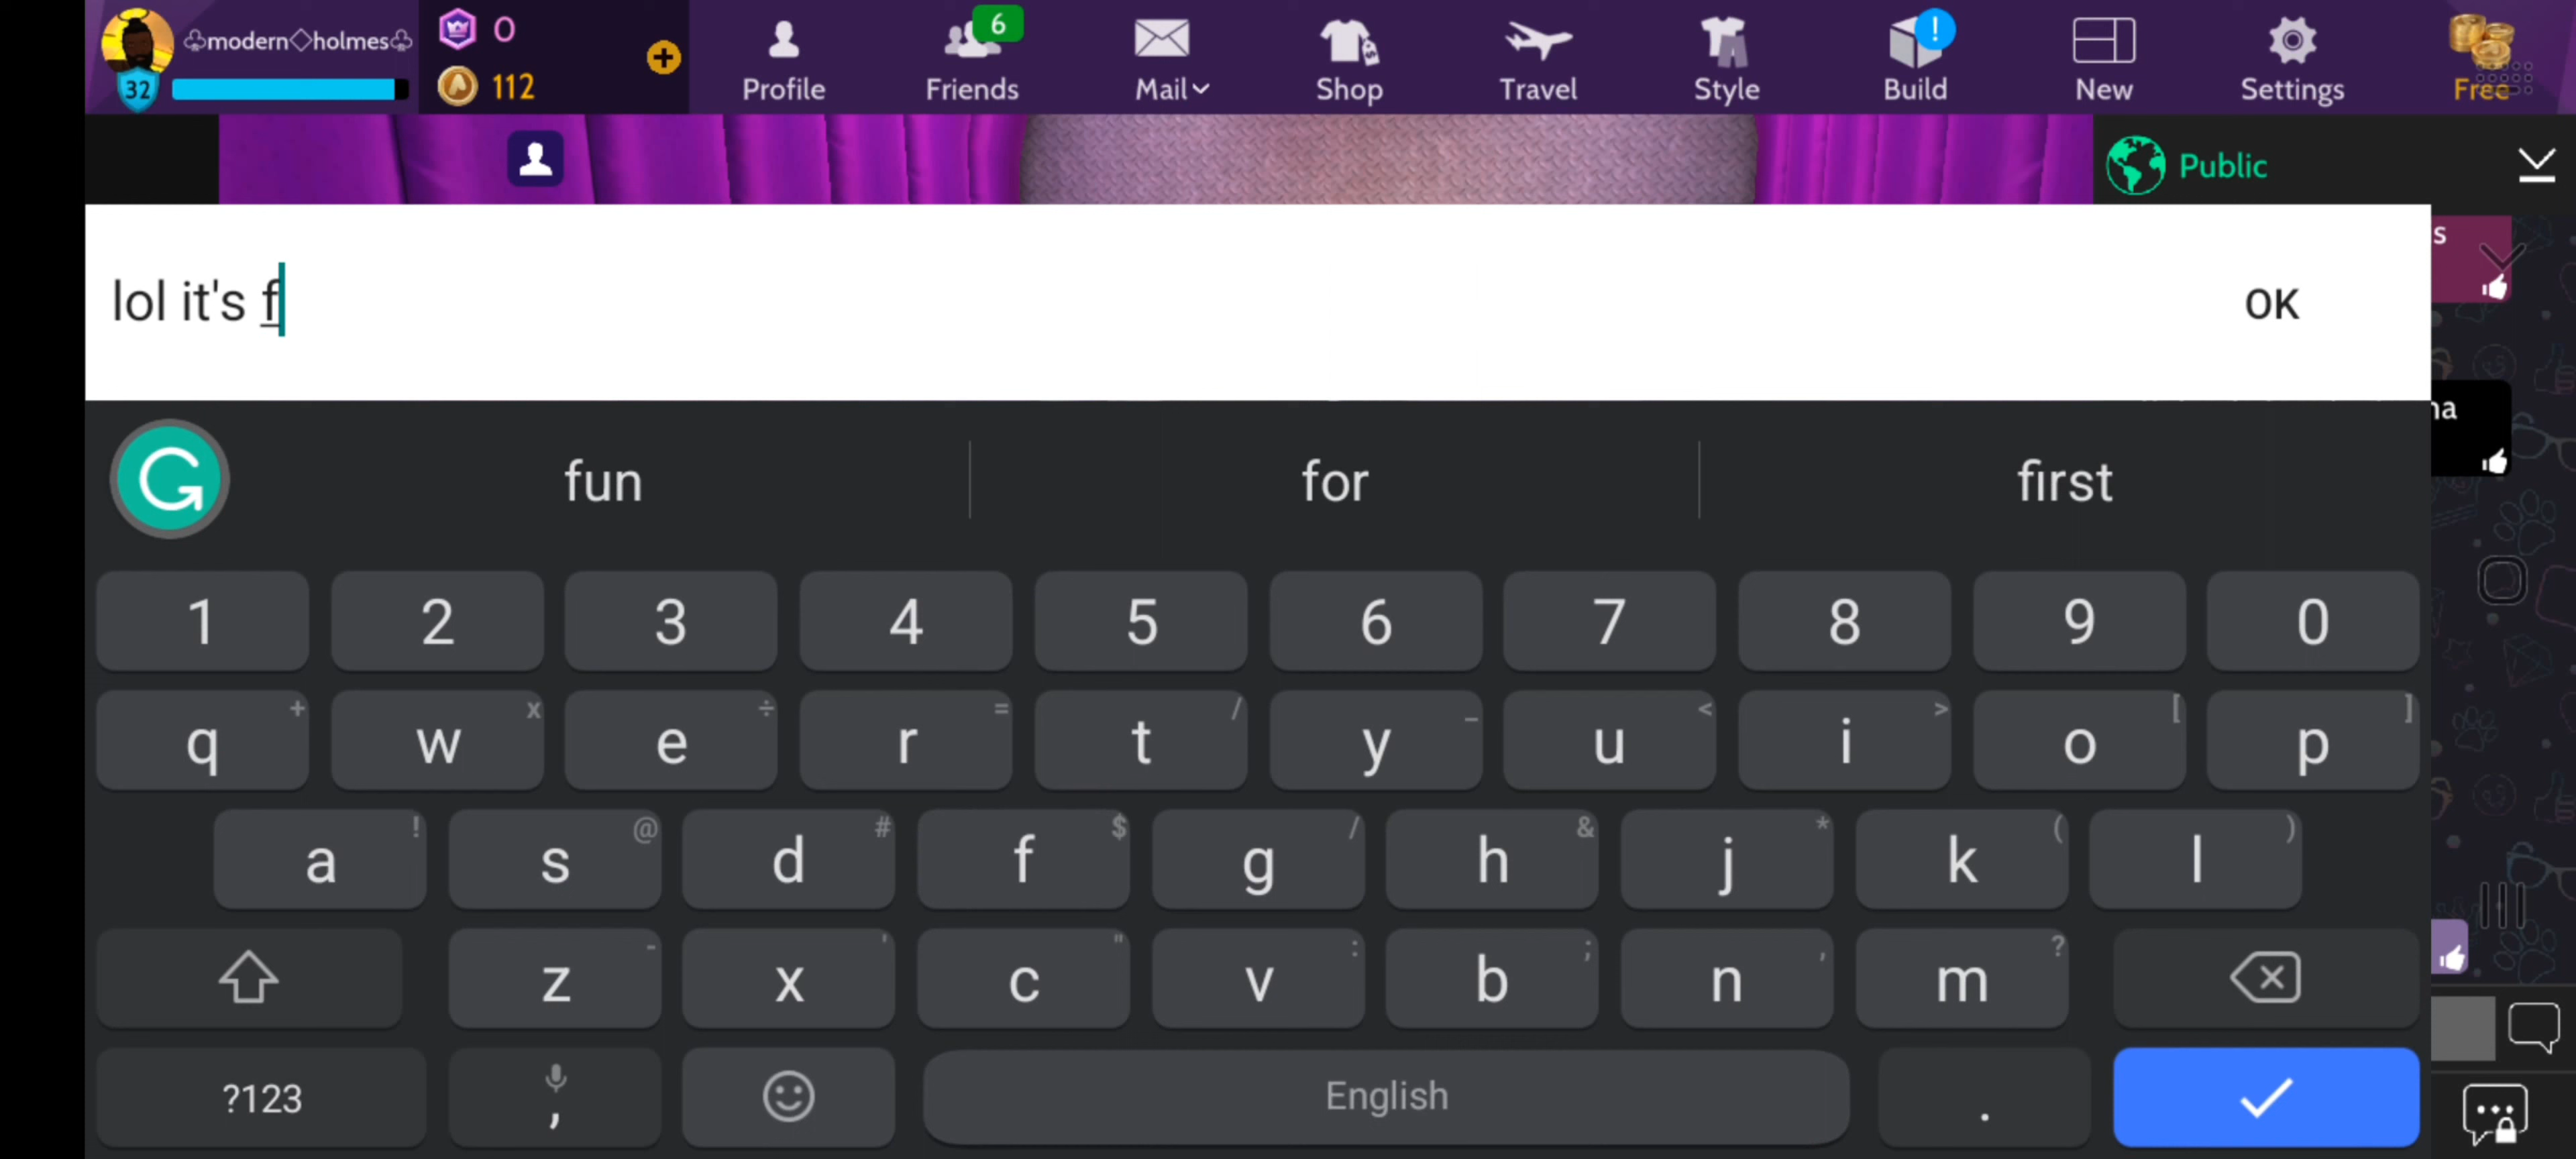 ♧modern◇holmes♧
32
0
112
Profile
6
Friends
Mail
Shop
Travel
Style
!
Build
New
Settings
Free
Public
s
lol it's f
OK
na
fun for first
1 2 3 4 5 6 7 8 9 0
+ x ÷ = / _ < > [ ]
q w e r t y u i o p
! @ # $ / & * ( )
a s d f g h j k l
- ' " : ; , ?
z x c v b n m
?123 , English .